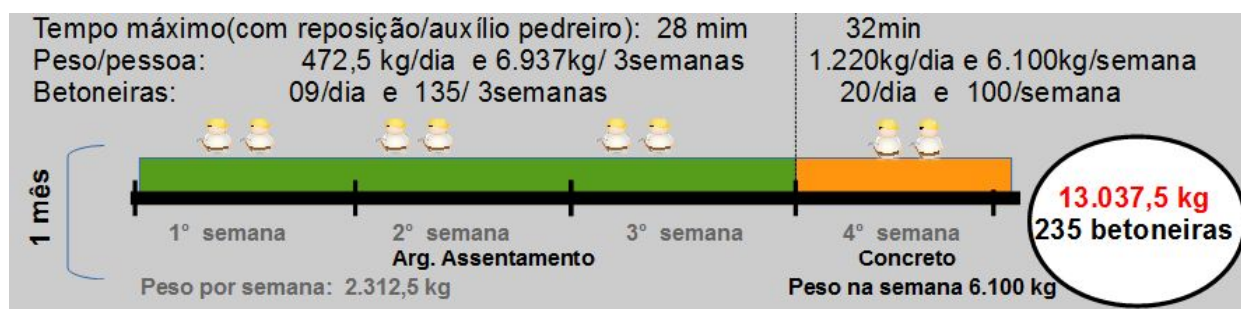 Tempo máximo(com reposição/auxílio pedreiro): 28 mim 32min
Peso/pessoa: 472,5 kg/dia e 6.937kg/ 3semanas 1.220kg/dia e 6.100kg/semana
Betoneiras: 09/dia e 135/ 3semanas 20/dia e 100/semana
1 mês
13.037,5 kg
235 betoneiras
1° semana 2° semana 3° semana 4° semana
Arg. Assentamento Concreto
Peso por semana: 2.312,5 kg Peso na semana 6.100 kg